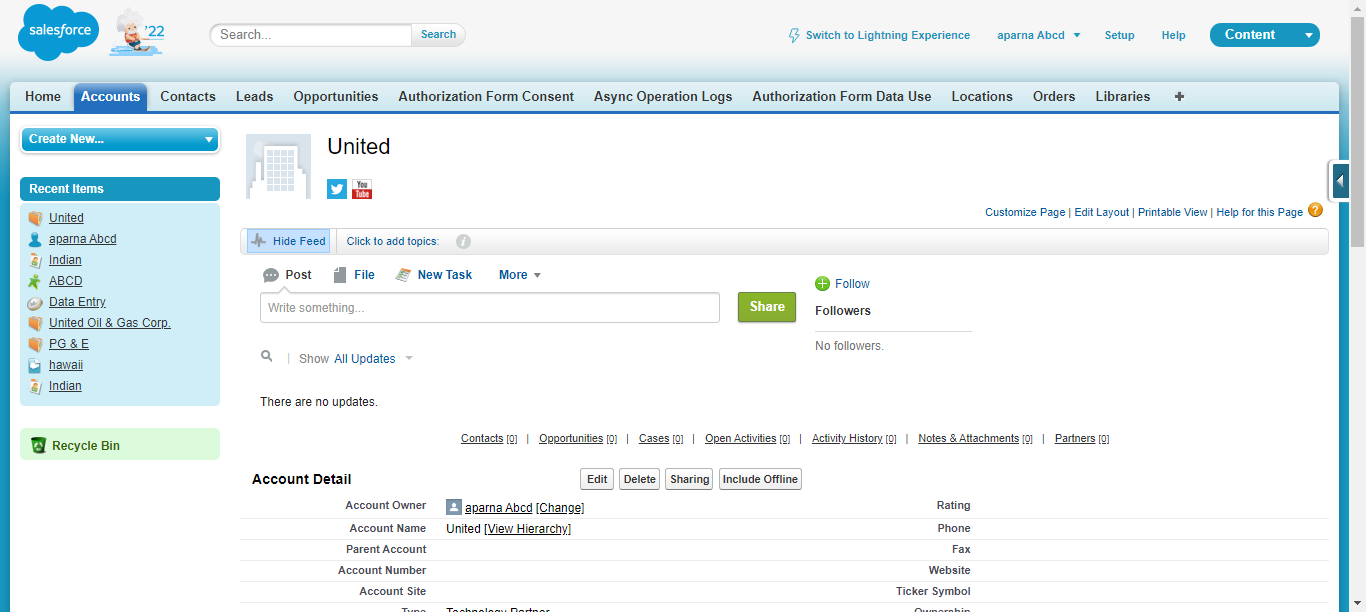 salesforce
'22
Search...
Search
Switch to Lightning Experience
aparna Abcd
Setup
Help
Content
Home Accounts Contacts Leads Opportunities Authorization Form Consent Async Operation Logs Authorization Form Data Use Locations Orders Libraries +
Create New...
Recent Items
United
aparna Abcd
Indian
ABCD
Data Entry
United Oil & Gas Corp.
PG & E
hawaii
Indian
Recycle Bin
United
You
Tube
Customize Page | Edit Layout | Printable View | Help for this Page ?
Hide Feed
Click to add topics: i
Post File New Task More
Write something...
Share
Follow
Followers
No followers.
Show All Updates
There are no updates.
Contacts [0] | Opportunities [0] | Cases [0] | Open Activities [0] | Activity History [0] | Notes & Attachments [0] | Partners [0]
Account Detail
Edit Delete Sharing Include Offline
Account Owner aparna Abcd [Change] Rating
Account Name United [View Hierarchy] Phone
Parent Account Fax
Account Number Website
Account Site Ticker Symbol
Type Technology Partner Ownership